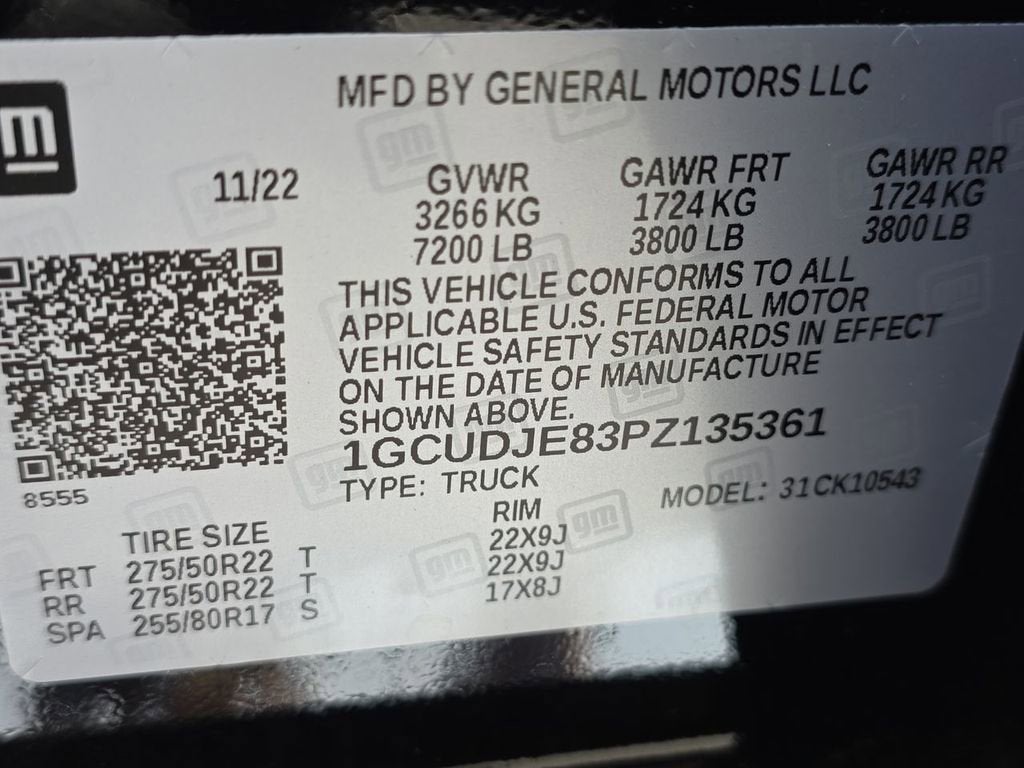 gm
MFD BY GENERAL MOTORS LLC
11/22
GVWR GAWR FRT GAWR RR
3266 KG 1724 KG 1724 KG
7200 LB 3800 LB 3800 LB
THIS VEHICLE CONFORMS TO ALL
APPLICABLE U.S. FEDERAL MOTOR
VEHICLE SAFETY STANDARDS IN EFFECT
ON THE DATE OF MANUFACTURE
SHOWN ABOVE.
1GCUDJE83PZ135361
TYPE: TRUCK MODEL: 31CK10543
8555
TIRE SIZE RIM
FRT 275/50R22 T 22X9J
RR 275/50R22 T 22X9J
SPA 255/80R17 S 17X8J